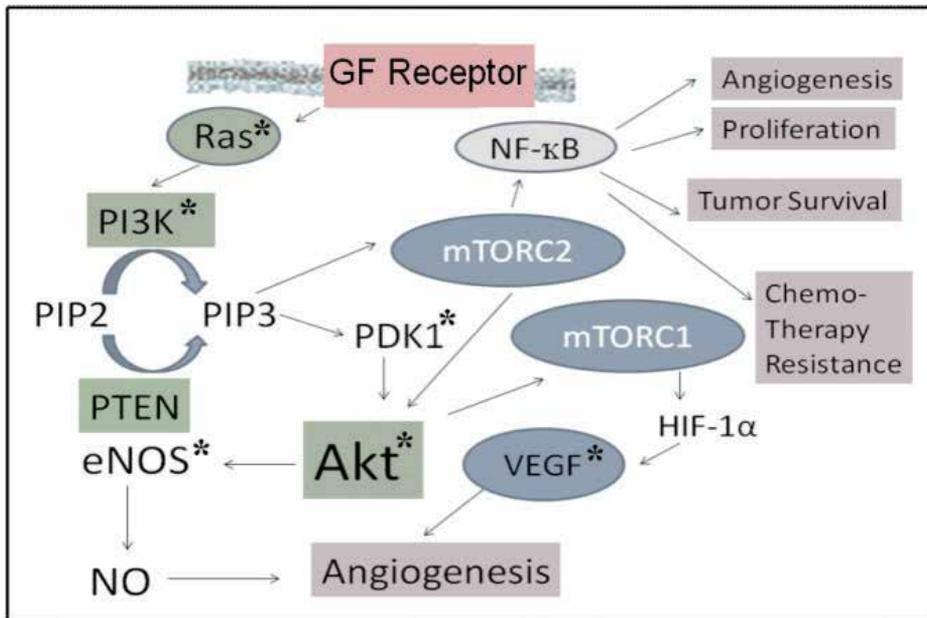 GF Receptor
Ras*
PI3K*
PIP2
PIP3
PTEN
eNOS*
NO
PDK1*
Akt*
mTORC2
mTORC1
NF-κB
HIF-1α
VEGF*
Angiogenesis
Angiogenesis
Proliferation
Tumor Survival
Chemo-
Therapy
Resistance